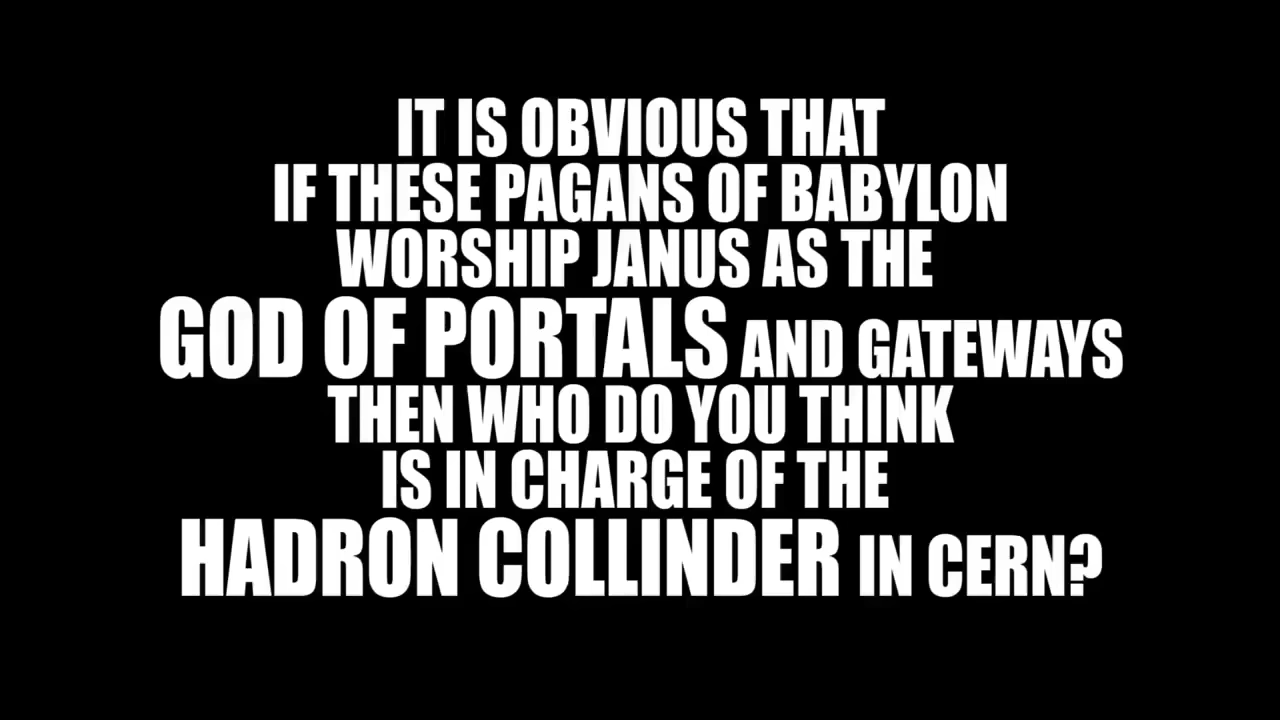 IT IS OBVIOUS THAT
IF THESE PAGANS OF BABYLON
WORSHIP JANUS AS THE
GOD OF PORTALS AND GATEWAYS
THEN WHO DO YOU THINK
IS IN CHARGE OF THE
HADRON COLLINDER IN CERN?